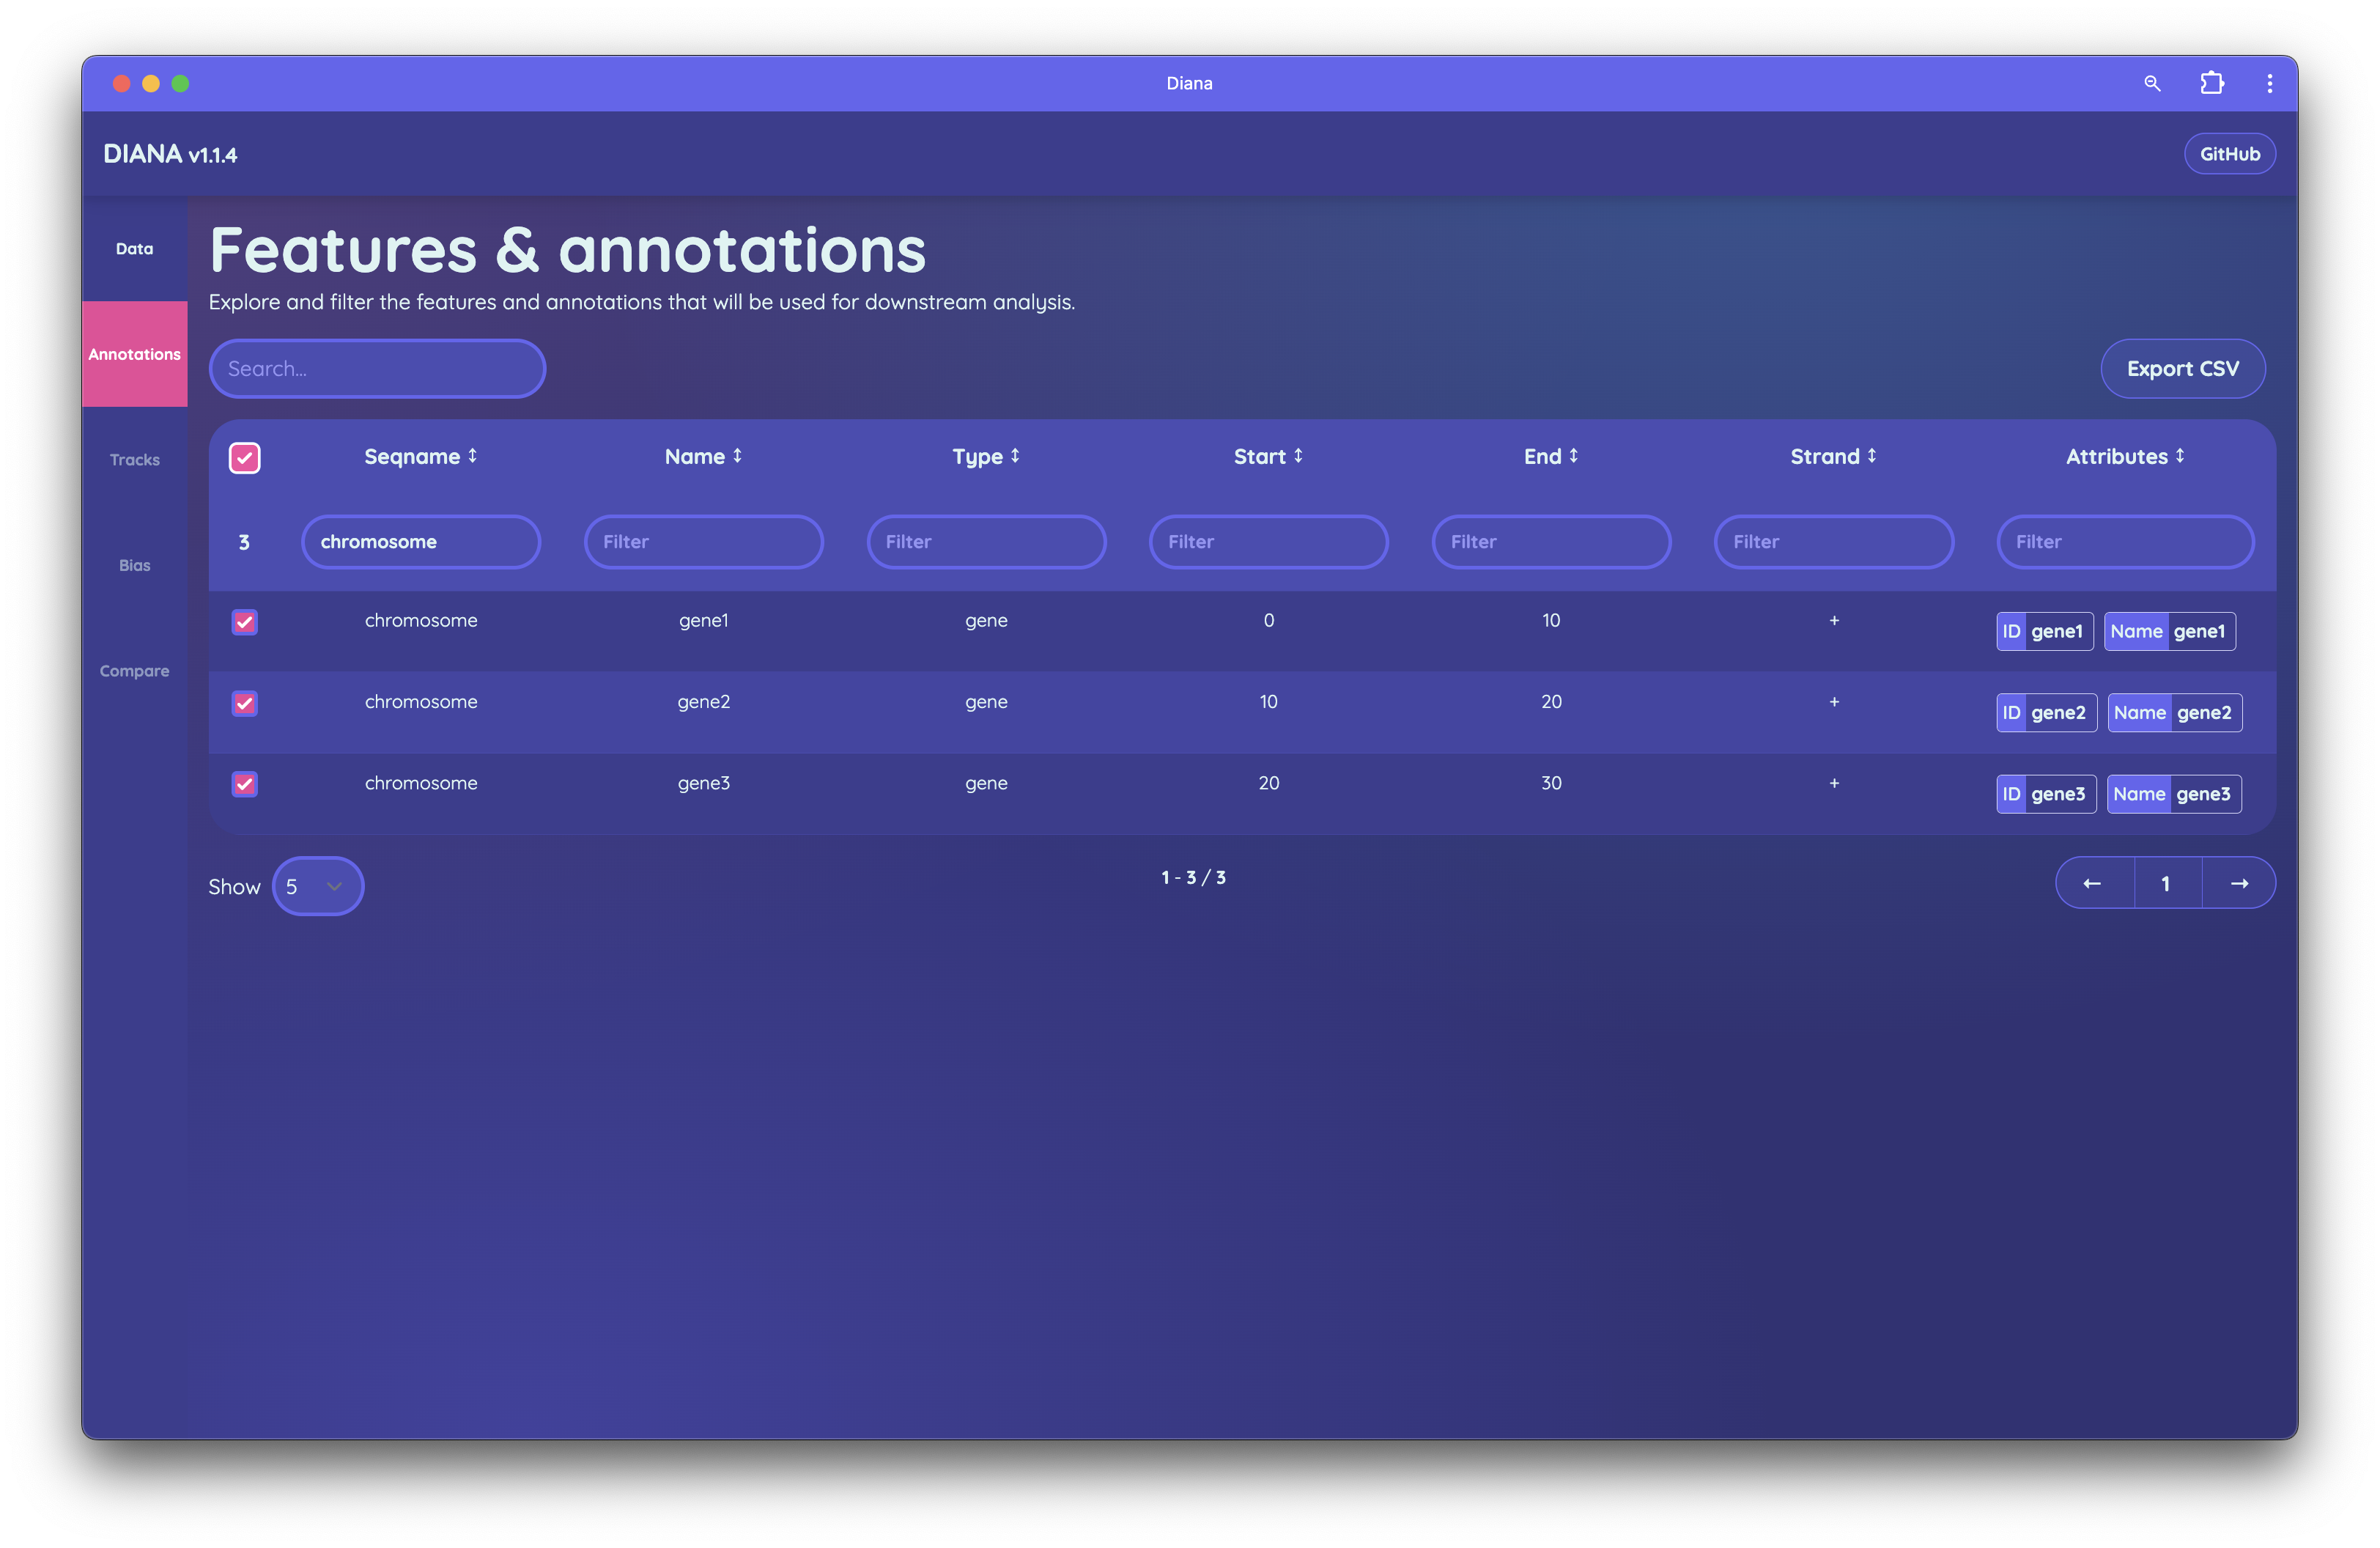 Diana
DIANA v1.1.4
GitHub
Data
Annotations
Tracks
Bias
Compare
Features & annotations
Explore and filter the features and annotations that will be used for downstream analysis.
Search...
Export CSV
Seqname ↕ Name ↕ Type ↕ Start ↕ End ↕ Strand ↕ Attributes ↕
3 chromosome Filter Filter Filter Filter Filter Filter
chromosome gene1 gene 0 10 + ID gene1 Name gene1
chromosome gene2 gene 10 20 + ID gene2 Name gene2
chromosome gene3 gene 20 30 + ID gene3 Name gene3
Show 5 1 - 3 / 3 ← 1 →